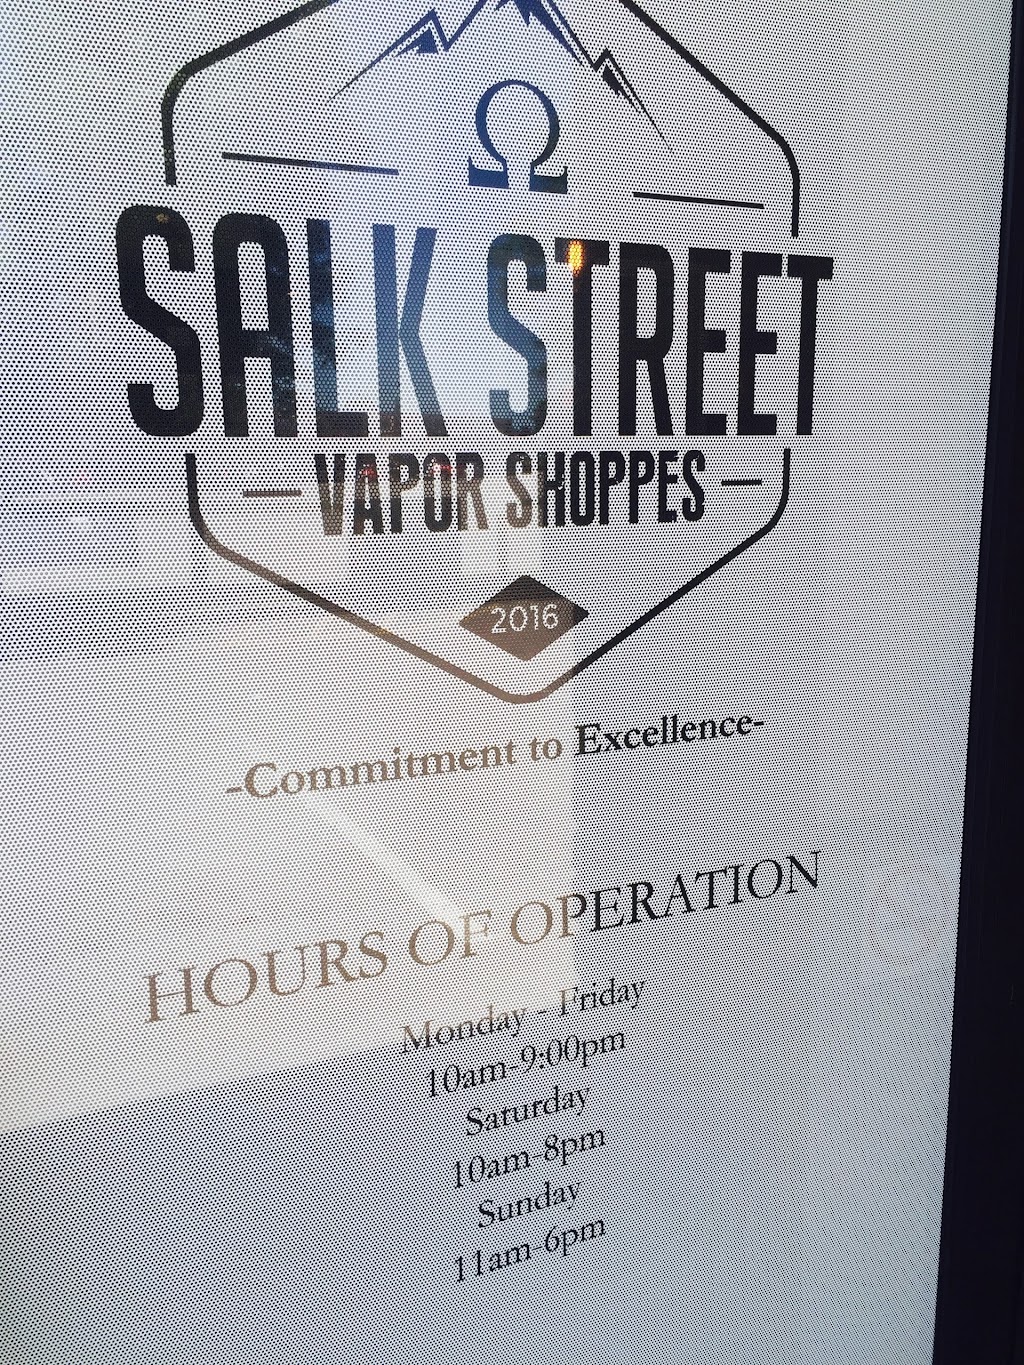 Ω
SALK STREET
VAPOR SHOPPES
2016
-Commitment to Excellence-
HOURS OF OPERATION
Monday - Friday
10am-9:00pm
Saturday
10am-8pm
Sunday
11am-6pm